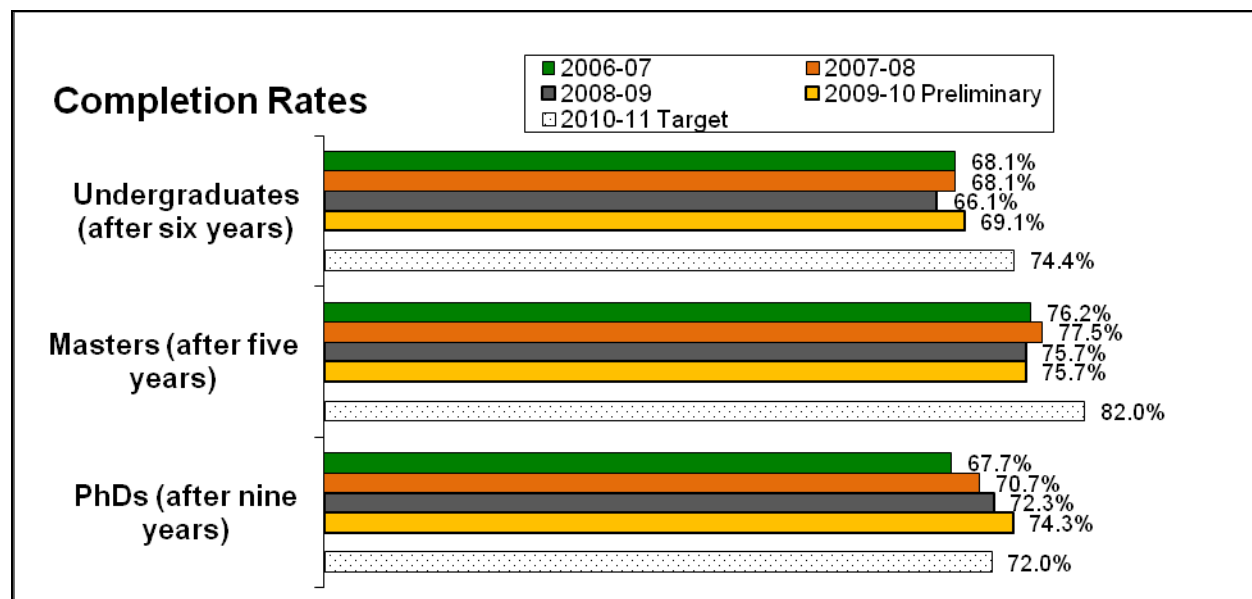 Completion Rates
2006-07
2007-08
2008-09
2009-10 Preliminary
2010-11 Target
Undergraduates
(after six years)
68.1%
68.1%
66.1%
69.1%
74.4%
Masters (after five
years)
76.2%
77.5%
75.7%
75.7%
82.0%
PhDs (after nine
years)
67.7%
70.7%
72.3%
74.3%
72.0%